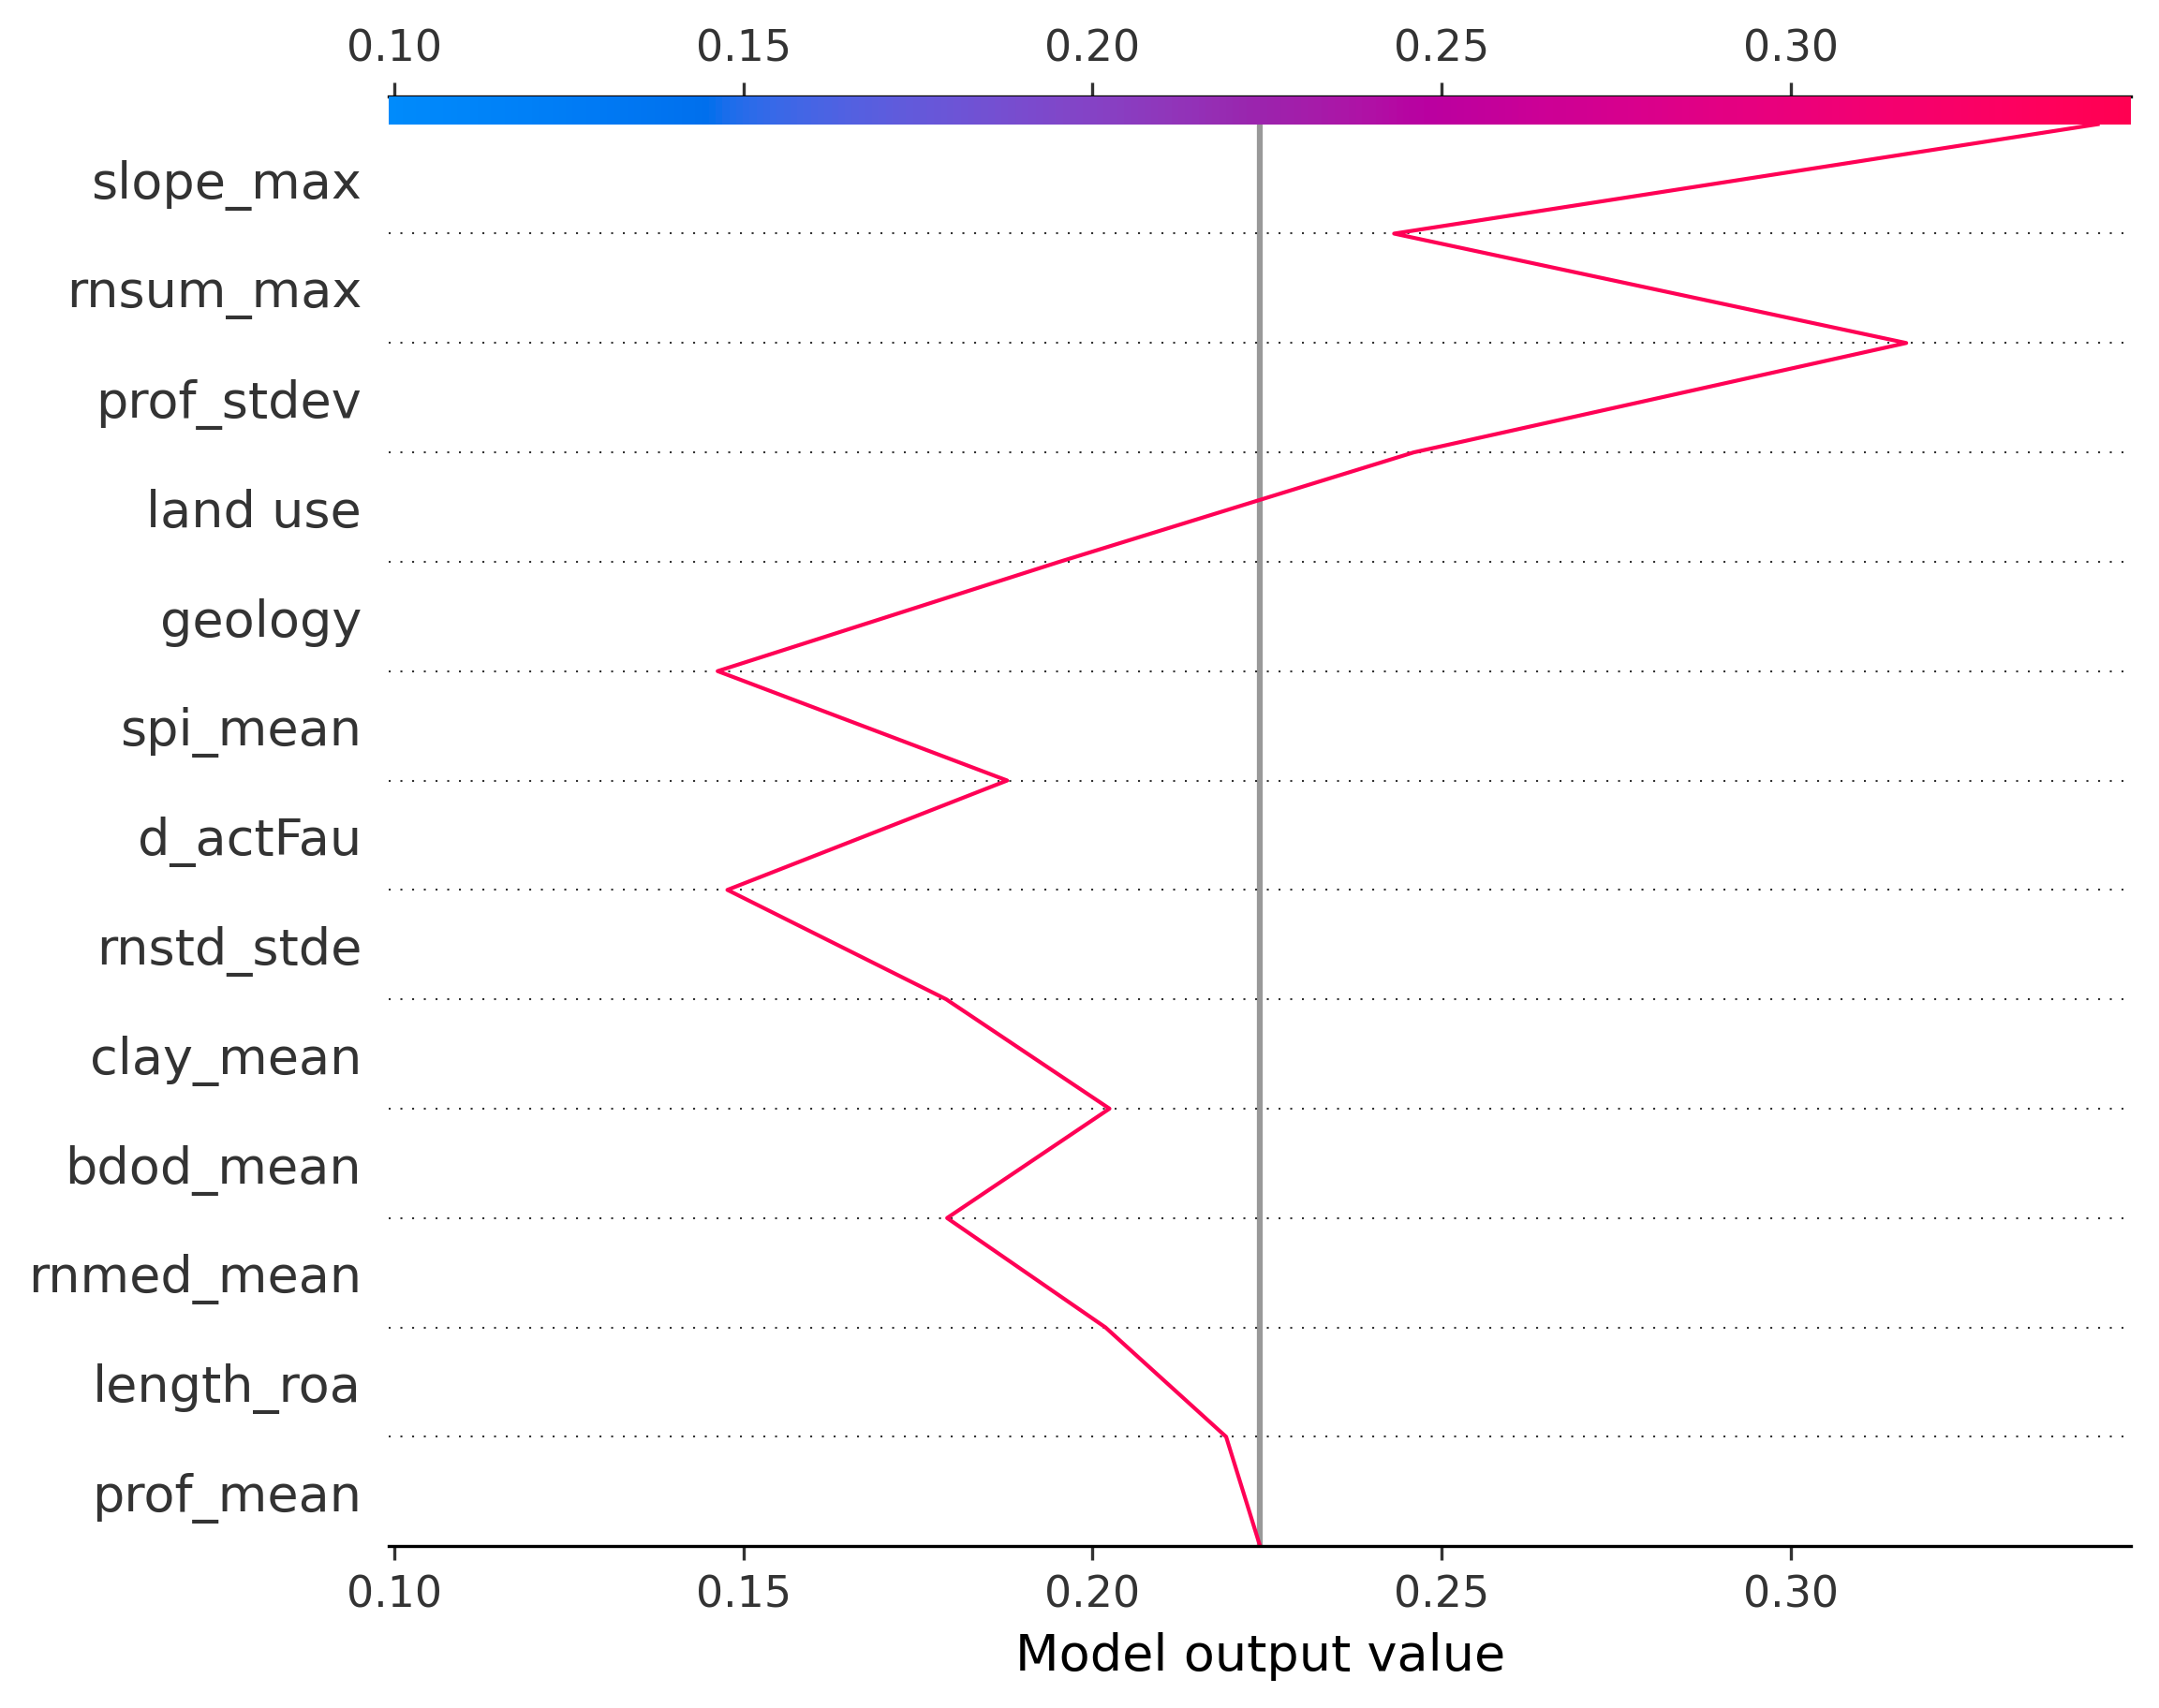 0.10 0.15 0.20 0.25 0.30
slope_max
rnsum_max
prof_stdev
land use
geology
spi_mean
d_actFau
rnstd_stde
clay_mean
bdod_mean
rnmed_mean
length_roa
prof_mean
0.10 0.15 0.20 0.25 0.30
Model output value